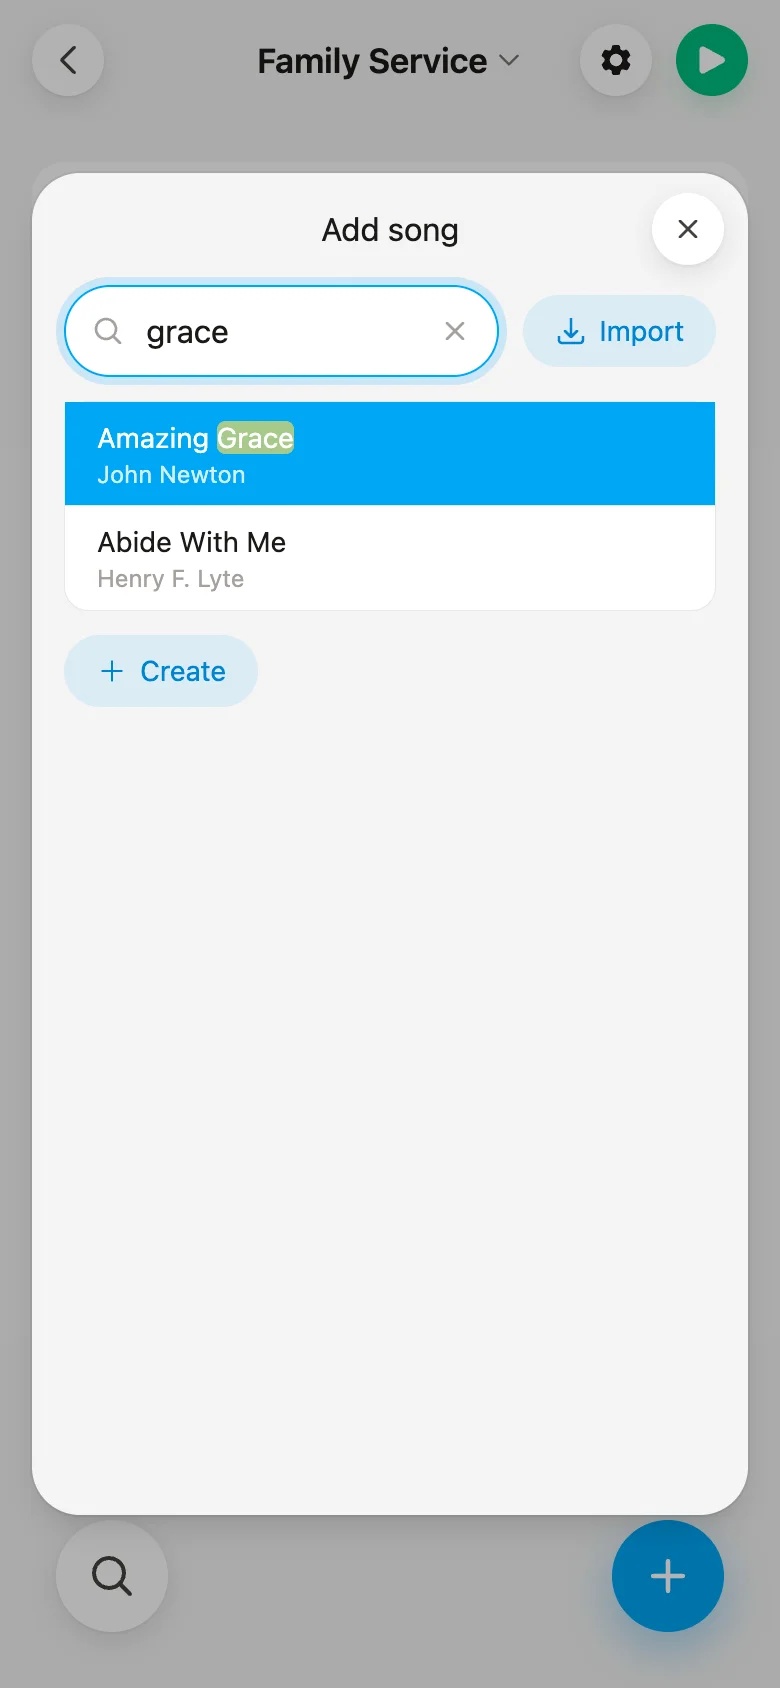 Family Service
Add song
grace
Import
Amazing Grace
John Newton
Abide With Me
Henry F. Lyte
Create